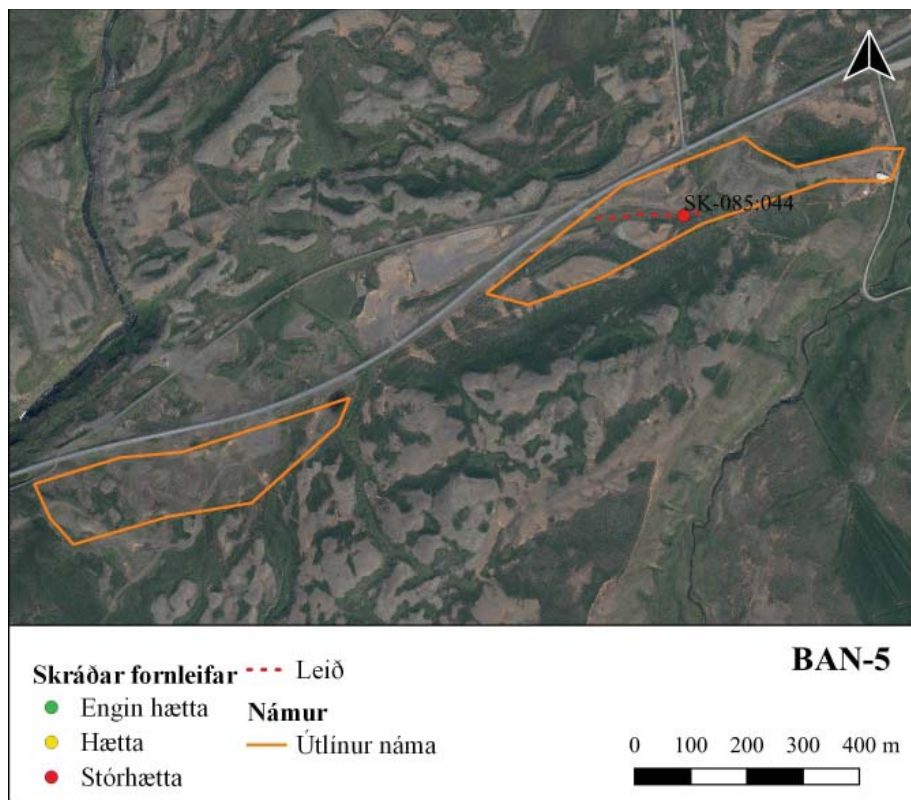 SK-085:044
BAN-5
Skráðar fornleifar
Engin hætta
Hætta
Stórhætta
Leið
Námur
Útlínur náma
0 100 200 300 400 m